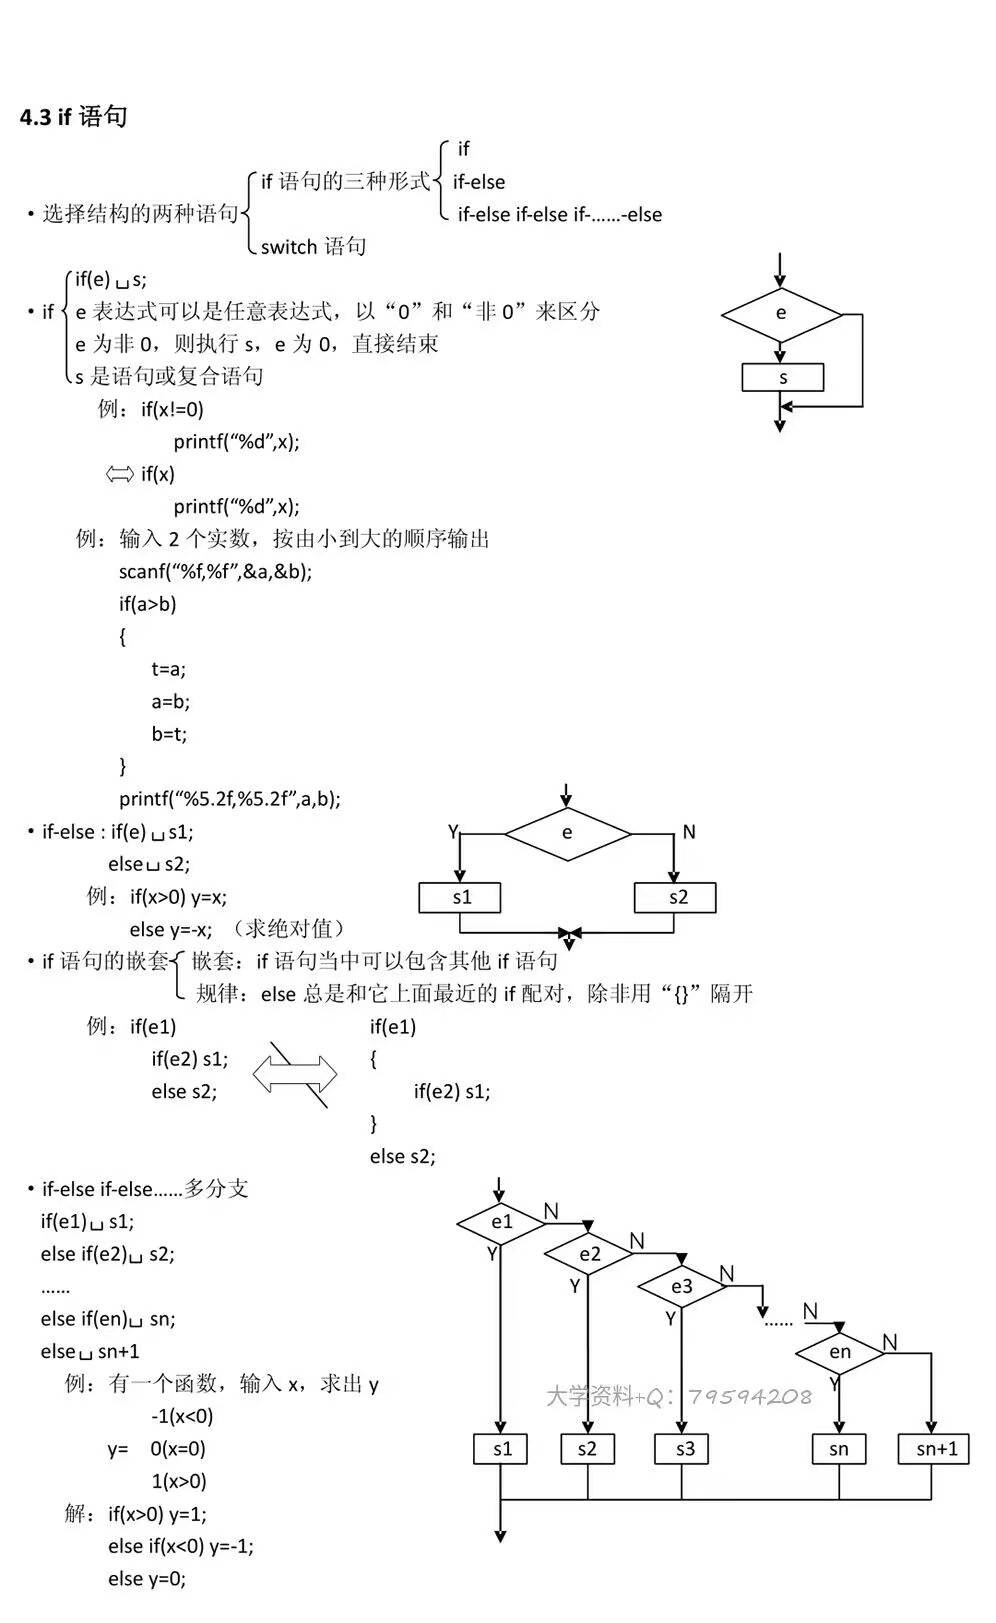 4.3 if 语句
if
if 语句的三种形式 if-else
if-else if-else if-……-else
·选择结构的两种语句
switch 语句
if(e)␣s;
·if e 表达式可以是任意表达式，以“0”和“非 0”来区分
e 为非 0，则执行 s，e 为 0，直接结束
s 是语句或复合语句
e
s
例：if(x!=0)
printf(“%d”,x);
⇔ if(x)
printf(“%d”,x);
例：输入 2 个实数，按由小到大的顺序输出
scanf(“%f,%f”,&a,&b);
if(a>b)
{
t=a;
a=b;
b=t;
}
printf(“%5.2f,%5.2f”,a,b);
·if-else : if(e)␣s1;
else␣s2;
例：if(x>0) y=x;
else y=-x; （求绝对值）
Y e N
s1 s2
·if 语句的嵌套 嵌套：if 语句当中可以包含其他 if 语句
规律：else 总是和它上面最近的 if 配对，除非用“{}”隔开
例：if(e1)
if(e2) s1;
else s2;
if(e1)
{
if(e2) s1;
}
else s2;
·if-else if-else……多分支
if(e1)␣s1;
else if(e2)␣s2;
……
else if(en)␣sn;
else␣sn+1
e1 N
Y e2 N
Y e3 N
Y …… N
en N
Y
s1 s2 s3 sn sn+1
大学资料+Q：79594208
例：有一个函数，输入 x，求出 y
-1(x<0)
y= 0(x=0)
1(x>0)
解：if(x>0) y=1;
else if(x<0) y=-1;
else y=0;